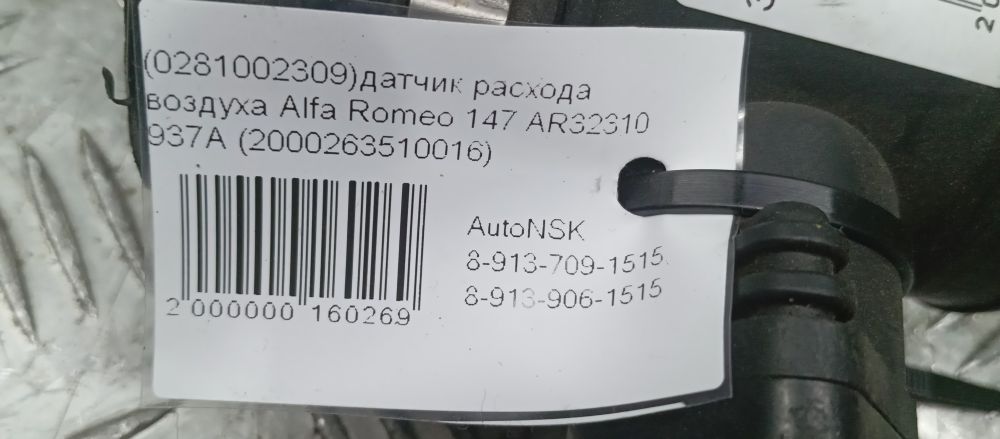 (0281002309)датчик расхода
воздуха Alfa Romeo 147 AR32310
937A (2000263510016)
AutoNSK
8-913-709-1515
8-913-906-1515
2 000000 160269